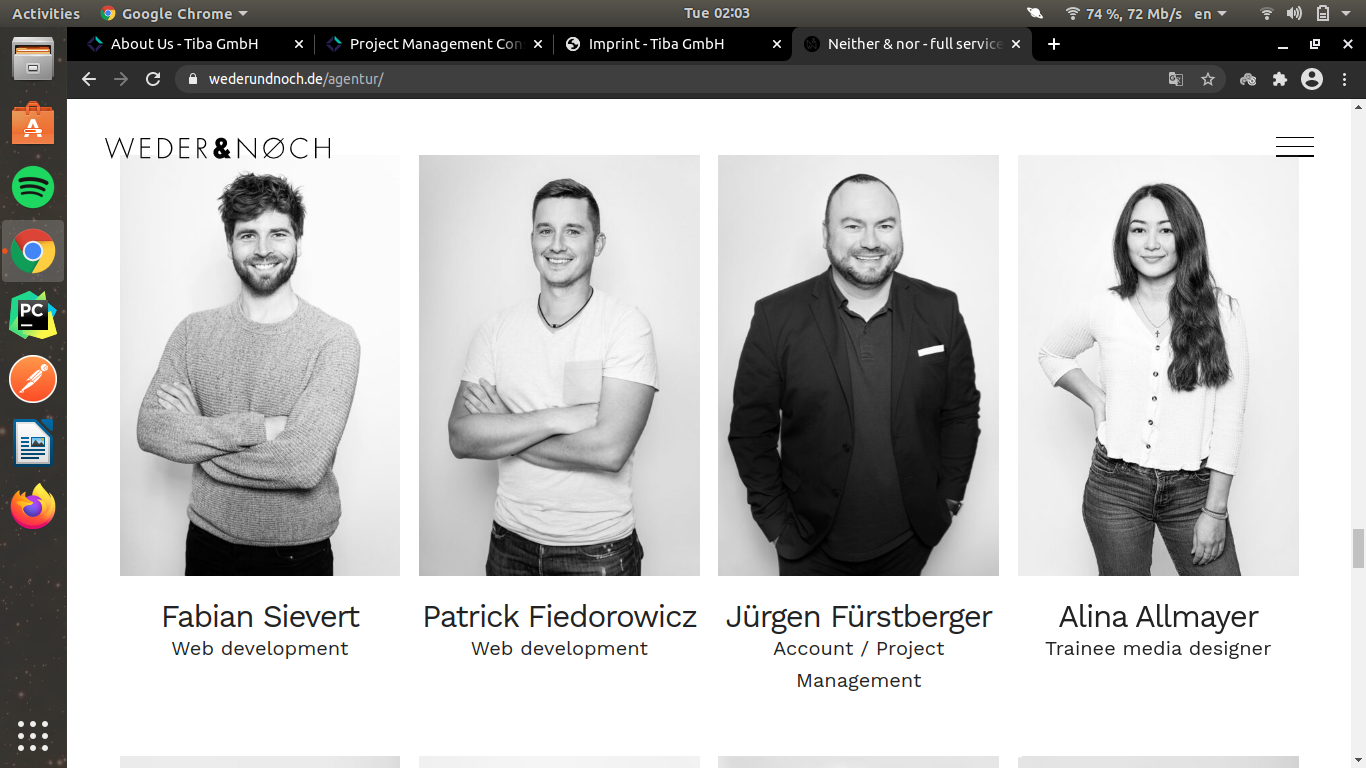 Activities Google Chrome Tue 02:03 74 %, 72 Mb/s en
About Us - Tiba GmbH Project Management Con Imprint - Tiba GmbH Neither & nor - full service
wederundnoch.de/agentur/
WEDER&NØCH
Fabian Sievert Patrick Fiedorowicz Jürgen Fürstberger Alina Allmayer
Web development Web development Account / Project Trainee media designer
Management
A
PC